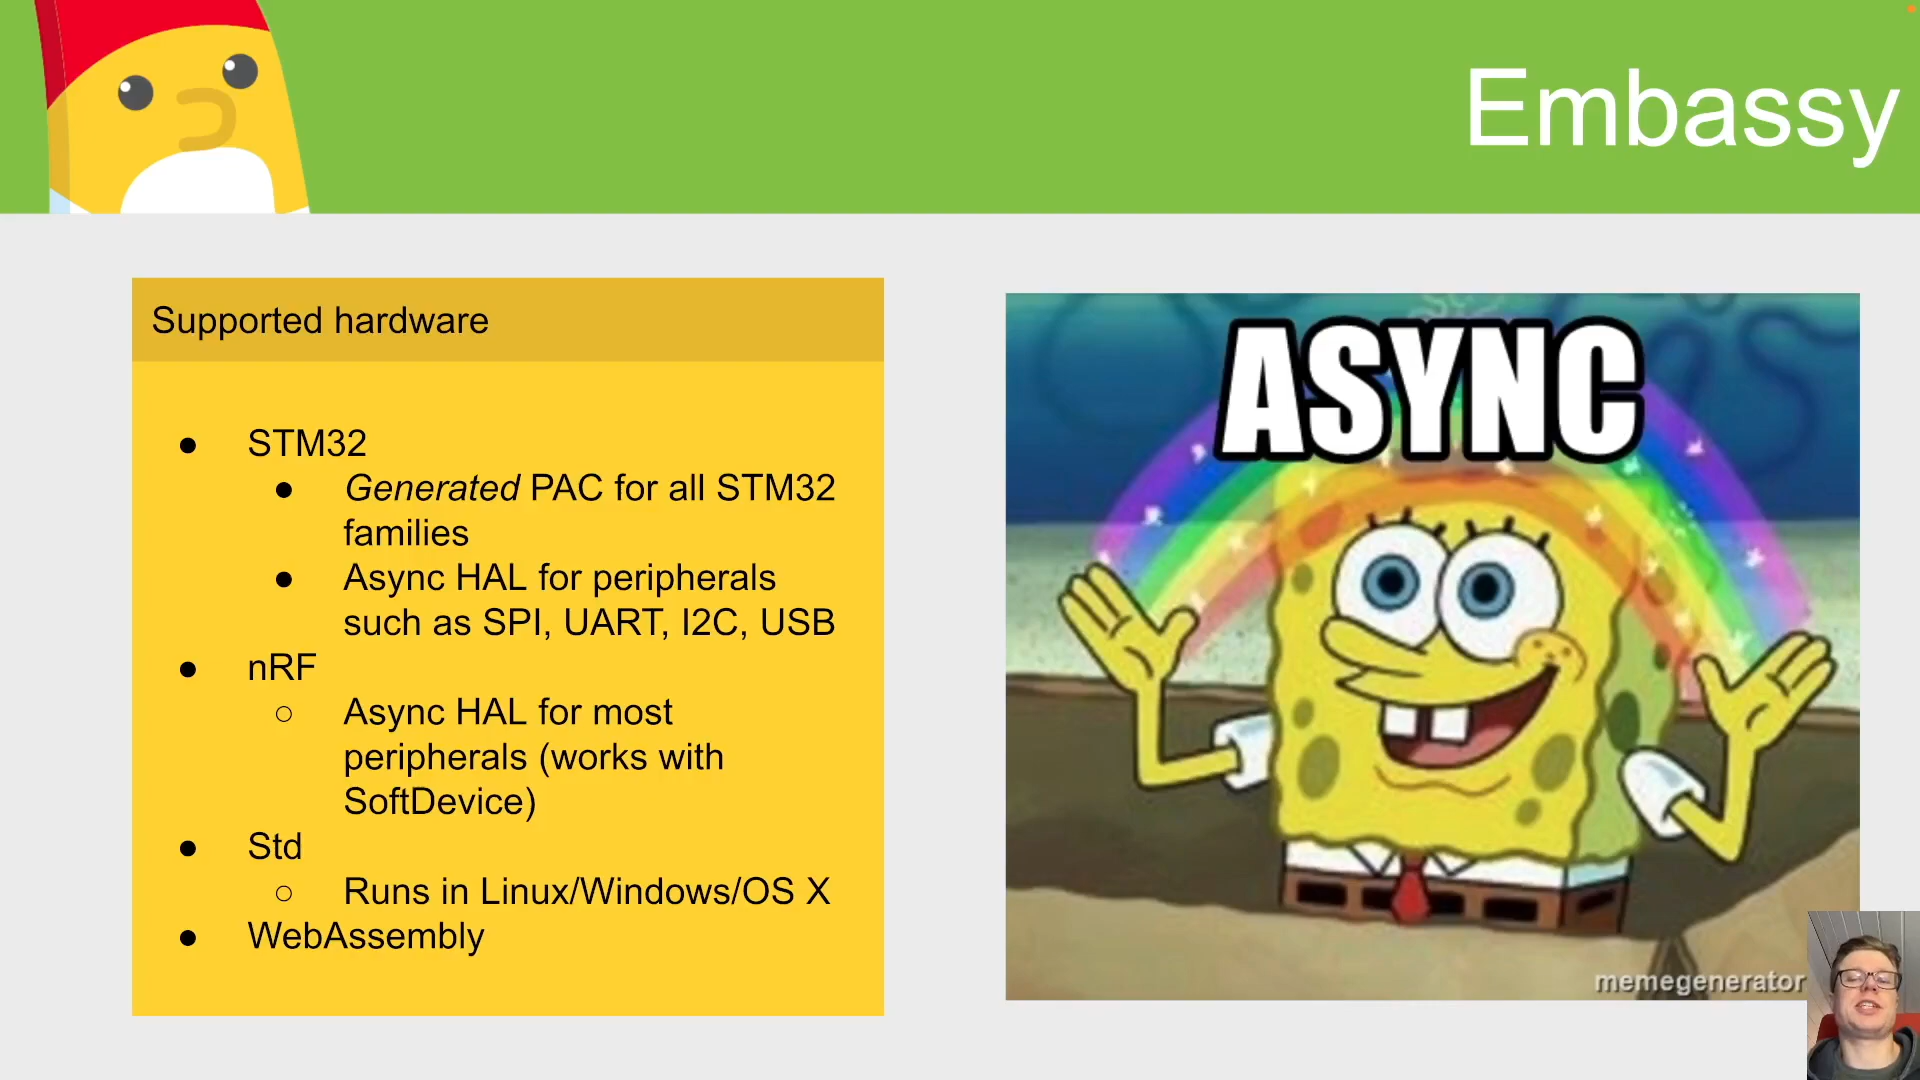 Embassy
Supported hardware
● STM32
● Generated PAC for all STM32
families
● Async HAL for peripherals
such as SPI, UART, I2C, USB
● nRF
○ Async HAL for most
peripherals (works with
SoftDevice)
● Std
○ Runs in Linux/Windows/OS X
● WebAssembly
ASYNC
memegenerator